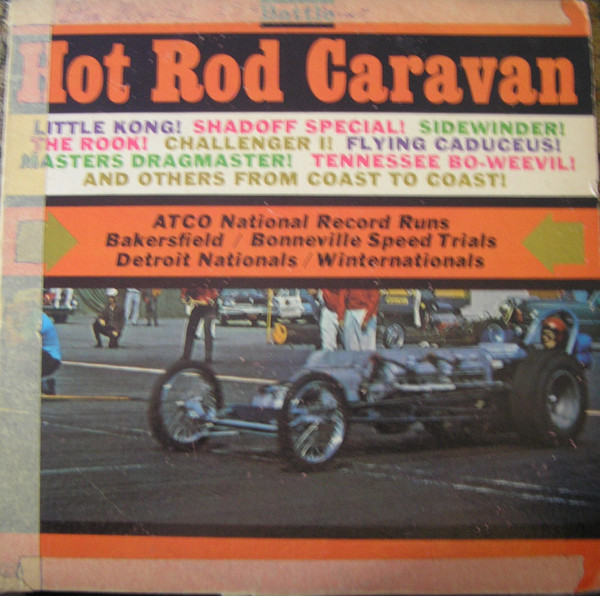 Hot Rod Caravan
LITTLE KONG! SHADOFF SPECIAL! SIDEWINDER!
THE ROOK! CHALLENGER I! FLYING CADUCEUS!
MASTERS DRAGMASTER! TENNESSEE BO-WEEVIL!
AND OTHERS FROM COAST TO COAST!
ATCO National Record Runs
Bakersfield / Bonneville Speed Trials
Detroit Nationals / Winternationals